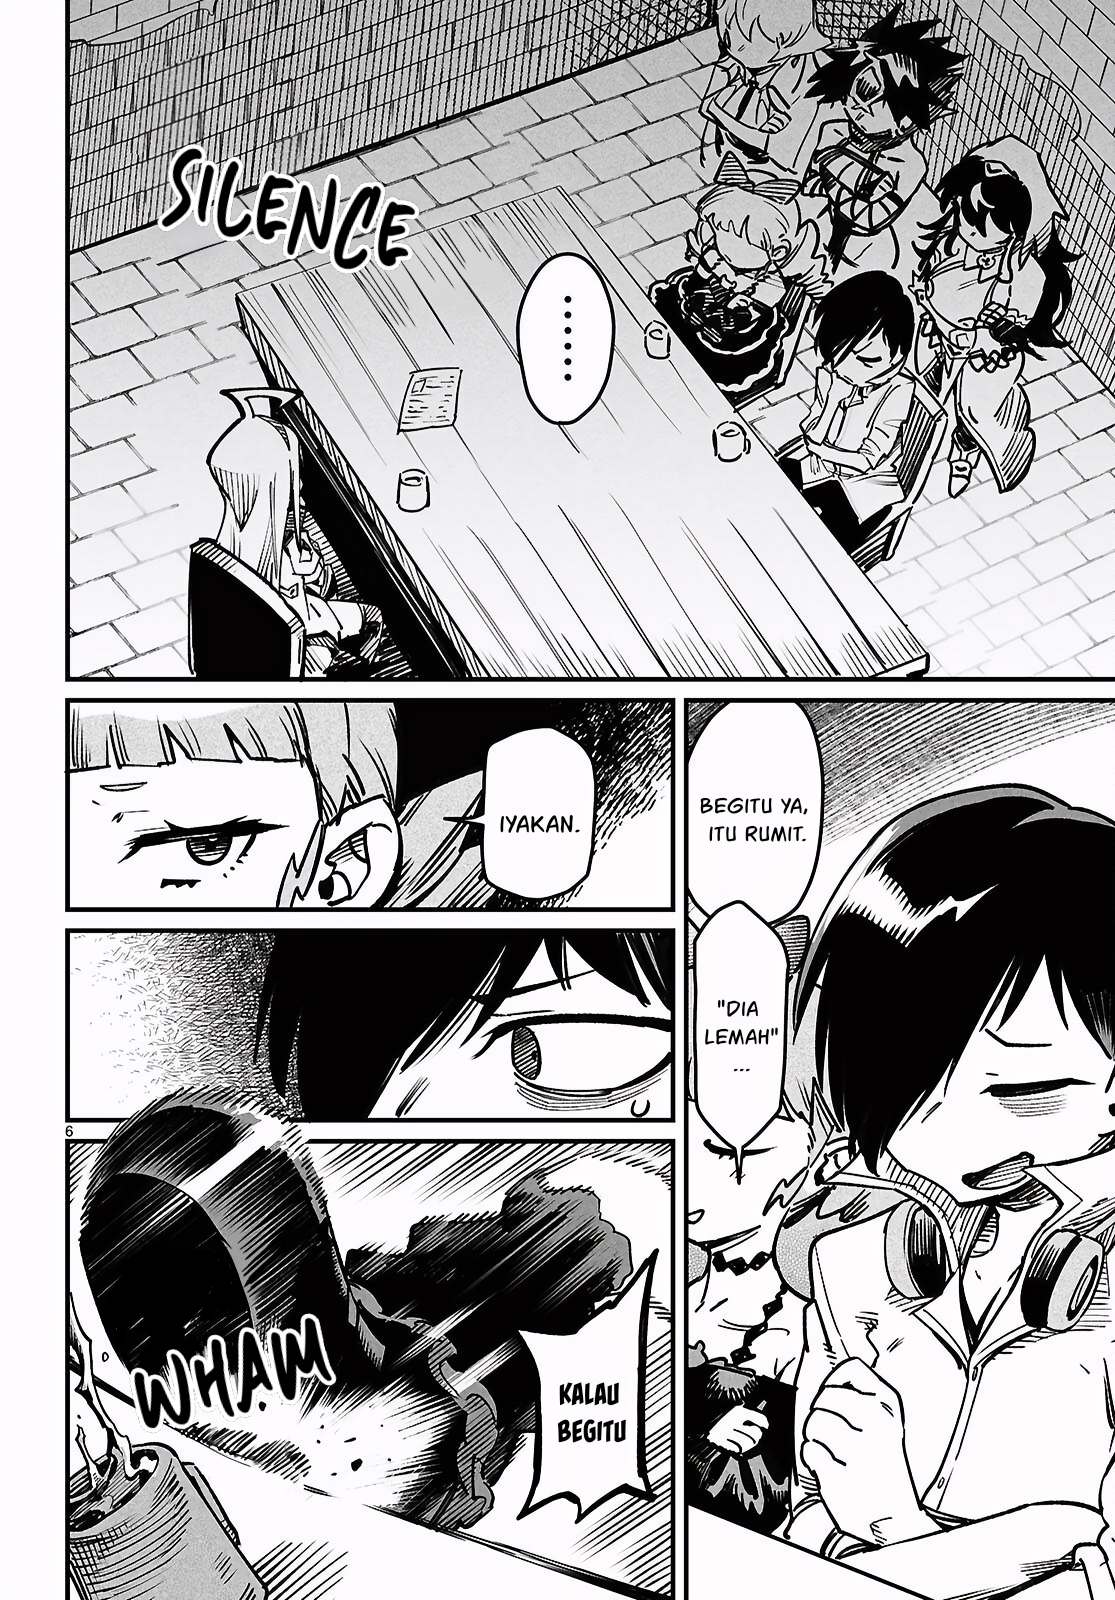 SILENCE
......
BEGITU YA,
ITU RUMIT.
"DIA
LEMAH"
...
IYAKAN.
6
WHAM
KALAU
BEGITU